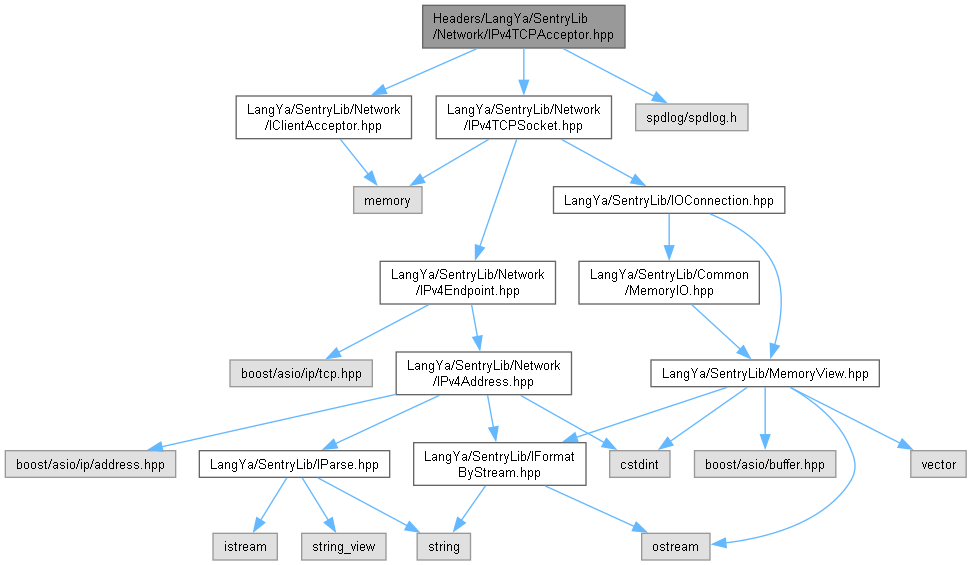 Headers/LangYa/SentryLib
/Network/IPv4TCPAcceptor.hpp
LangYa/SentryLib/Network
/IClientAcceptor.hpp
LangYa/SentryLib/Network
/IPv4TCPSocket.hpp
spdlog/spdlog.h
memory
LangYa/SentryLib/IOConnection.hpp
LangYa/SentryLib/Network
/IPv4Endpoint.hpp
LangYa/SentryLib/Common
/MemoryIO.hpp
boost/asio/ip/tcp.hpp
LangYa/SentryLib/Network
/IPv4Address.hpp
LangYa/SentryLib/MemoryView.hpp
boost/asio/ip/address.hpp
LangYa/SentryLib/IParse.hpp
LangYa/SentryLib/IFormat
ByStream.hpp
cstdint
boost/asio/buffer.hpp
vector
istream
string_view
string
ostream